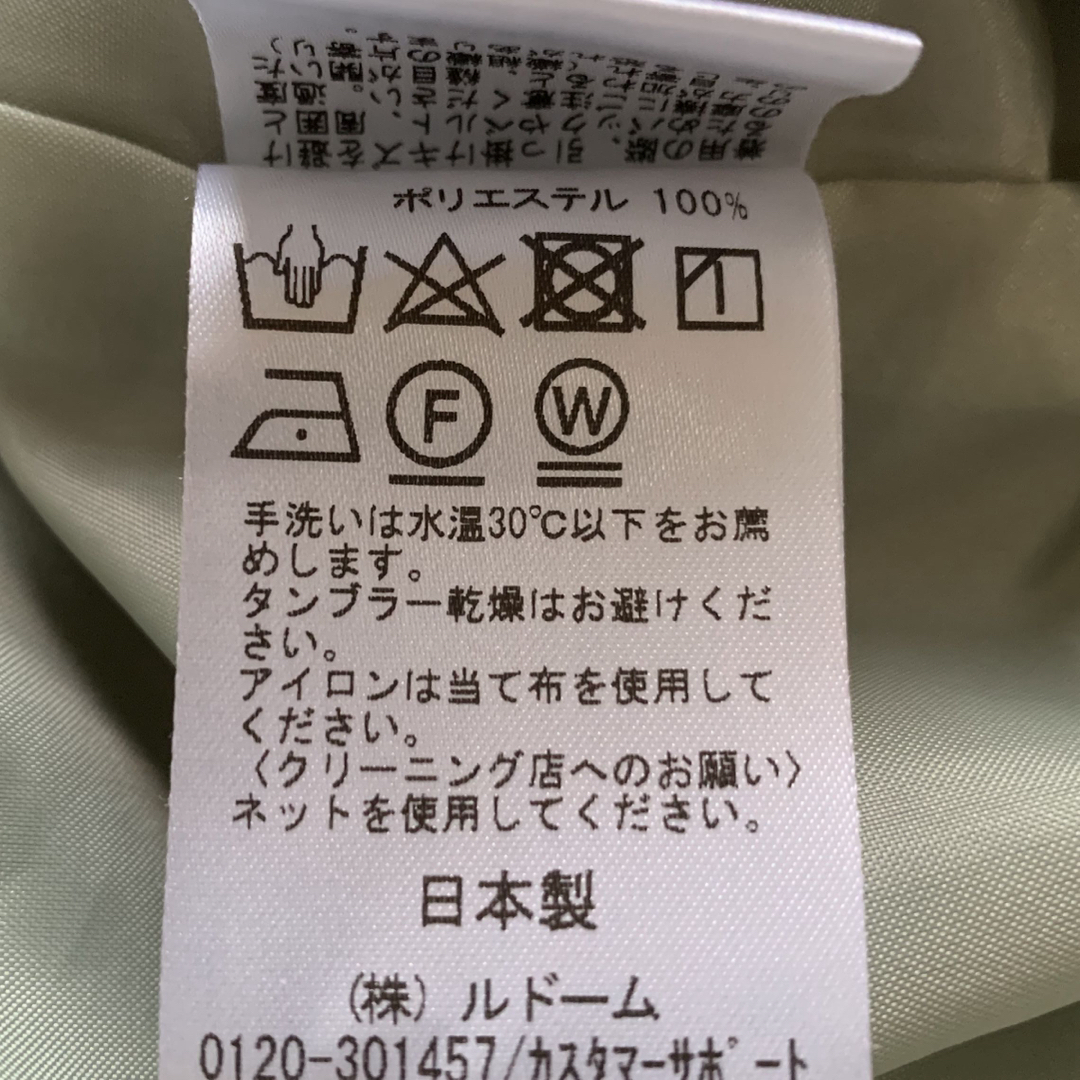 ポリエステル 100%
F
W
手洗いは水温30℃以下をお薦
めします。
タンブラー乾燥はお避けくだ
さい。
アイロンは当て布を使用して
ください。
〈クリーニング店へのお願い〉
ネットを使用してください。
日本製
(株) ルドーム
0120-301457/カスタマーサポート